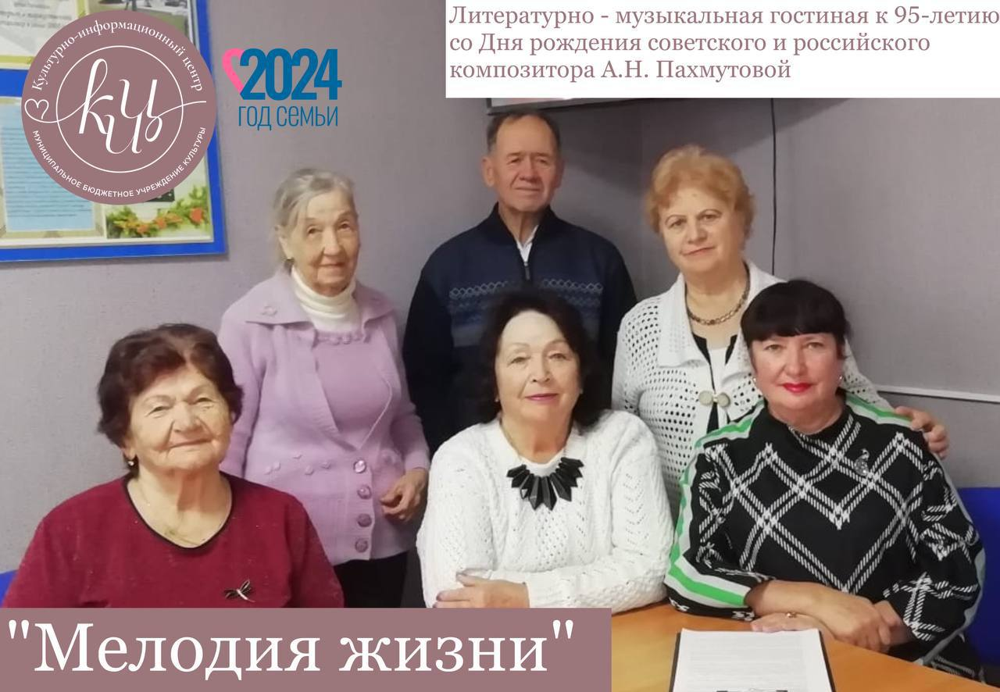 Культурно-информационный центр
киц
МУНИЦИПАЛЬНОЕ БЮДЖЕТНОЕ УЧРЕЖДЕНИЕ КУЛЬТУРЫ
2024
ГОД СЕМЬИ
Литературно - музыкальная гостиная к 95-летию
со Дня рождения советского и российского
композитора А.Н. Пахмутовой
"Мелодия жизни"